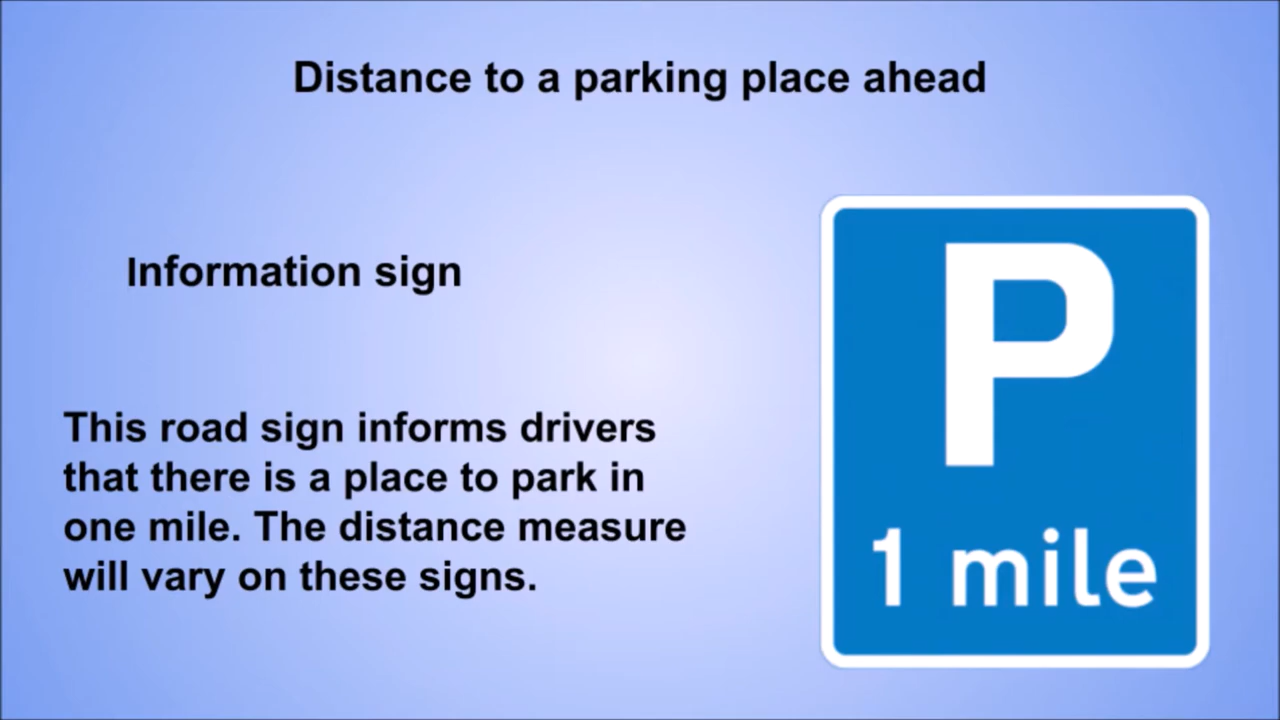 Distance to a parking place ahead
Information sign
This road sign informs drivers
that there is a place to park in
one mile. The distance measure
will vary on these signs.
P
1 mile